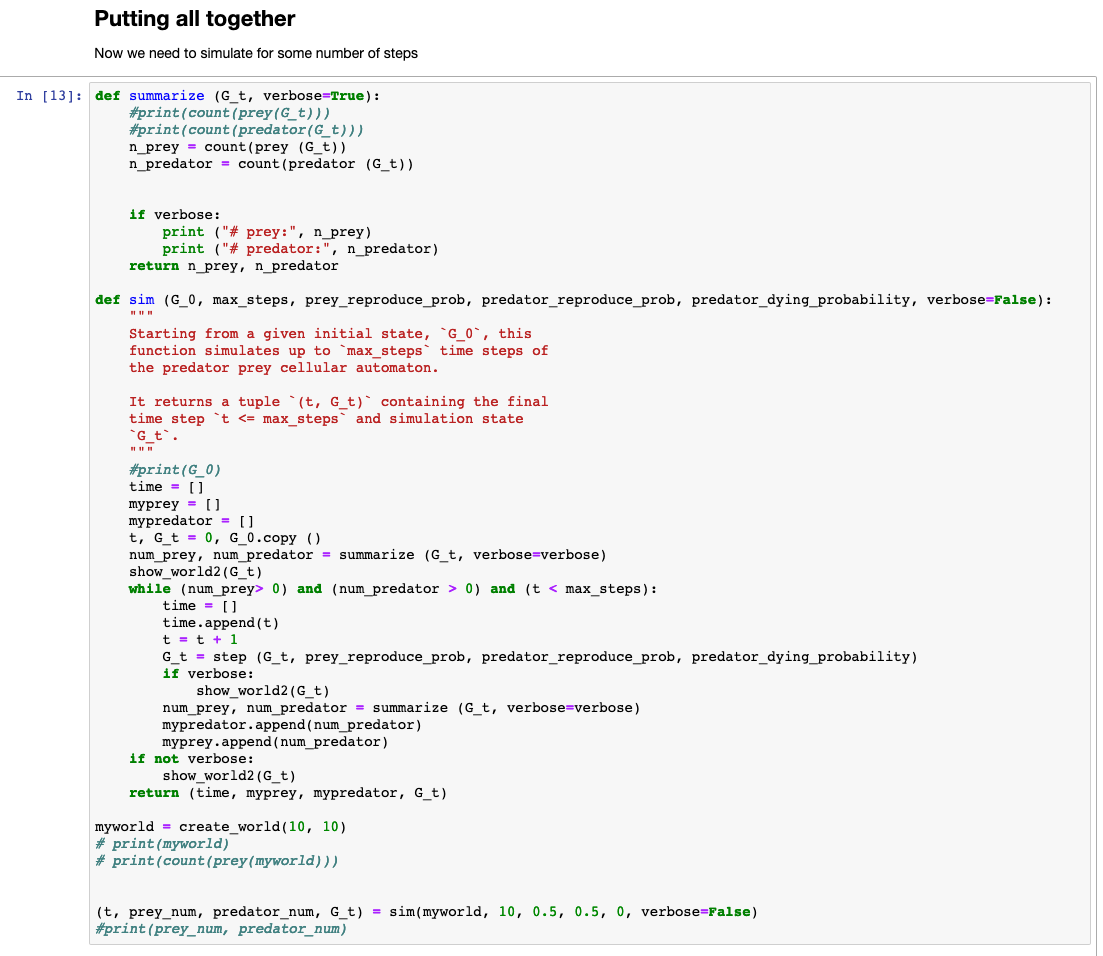 Putting all together
Now we need to simulate for some number of steps
In [13]: def summarize (G_t, verbose=True):
    #print(count(prey(G_t)))
    #print(count(predator(G_t)))
    n_prey = count(prey (G_t))
    n_predator = count(predator (G_t))
    if verbose:
        print ("# prey:", n_prey)
        print ("# predator:", n_predator)
    return n_prey, n_predator
def sim (G_0, max_steps, prey_reproduce_prob, predator_reproduce_prob, predator_dying_probability, verbose=False):
    """
    Starting from a given initial state, `G_0`, this
    function simulates up to `max_steps` time steps of
    the predator prey cellular automaton.
    It returns a tuple `(t, G_t)` containing the final
    time step `t <= max_steps` and simulation state
    `G_t`.
    """
    #print(G_0)
    time = []
    myprey = []
    mypredator = []
    t, G_t = 0, G_0.copy ()
    num_prey, num_predator = summarize (G_t, verbose=verbose)
    show_world2(G_t)
    while (num_prey> 0) and (num_predator > 0) and (t < max_steps):
        time = []
        time.append(t)
        t = t + 1
        G_t = step (G_t, prey_reproduce_prob, predator_reproduce_prob, predator_dying_probability)
        if verbose:
            show_world2(G_t)
        num_prey, num_predator = summarize (G_t, verbose=verbose)
        mypredator.append(num_predator)
        myprey.append(num_predator)
    if not verbose:
        show_world2(G_t)
    return (time, myprey, mypredator, G_t)
myworld = create_world(10, 10)
# print(myworld)
# print(count(prey(myworld)))
(t, prey_num, predator_num, G_t) = sim(myworld, 10, 0.5, 0.5, 0, verbose=False)
#print(prey_num, predator_num)